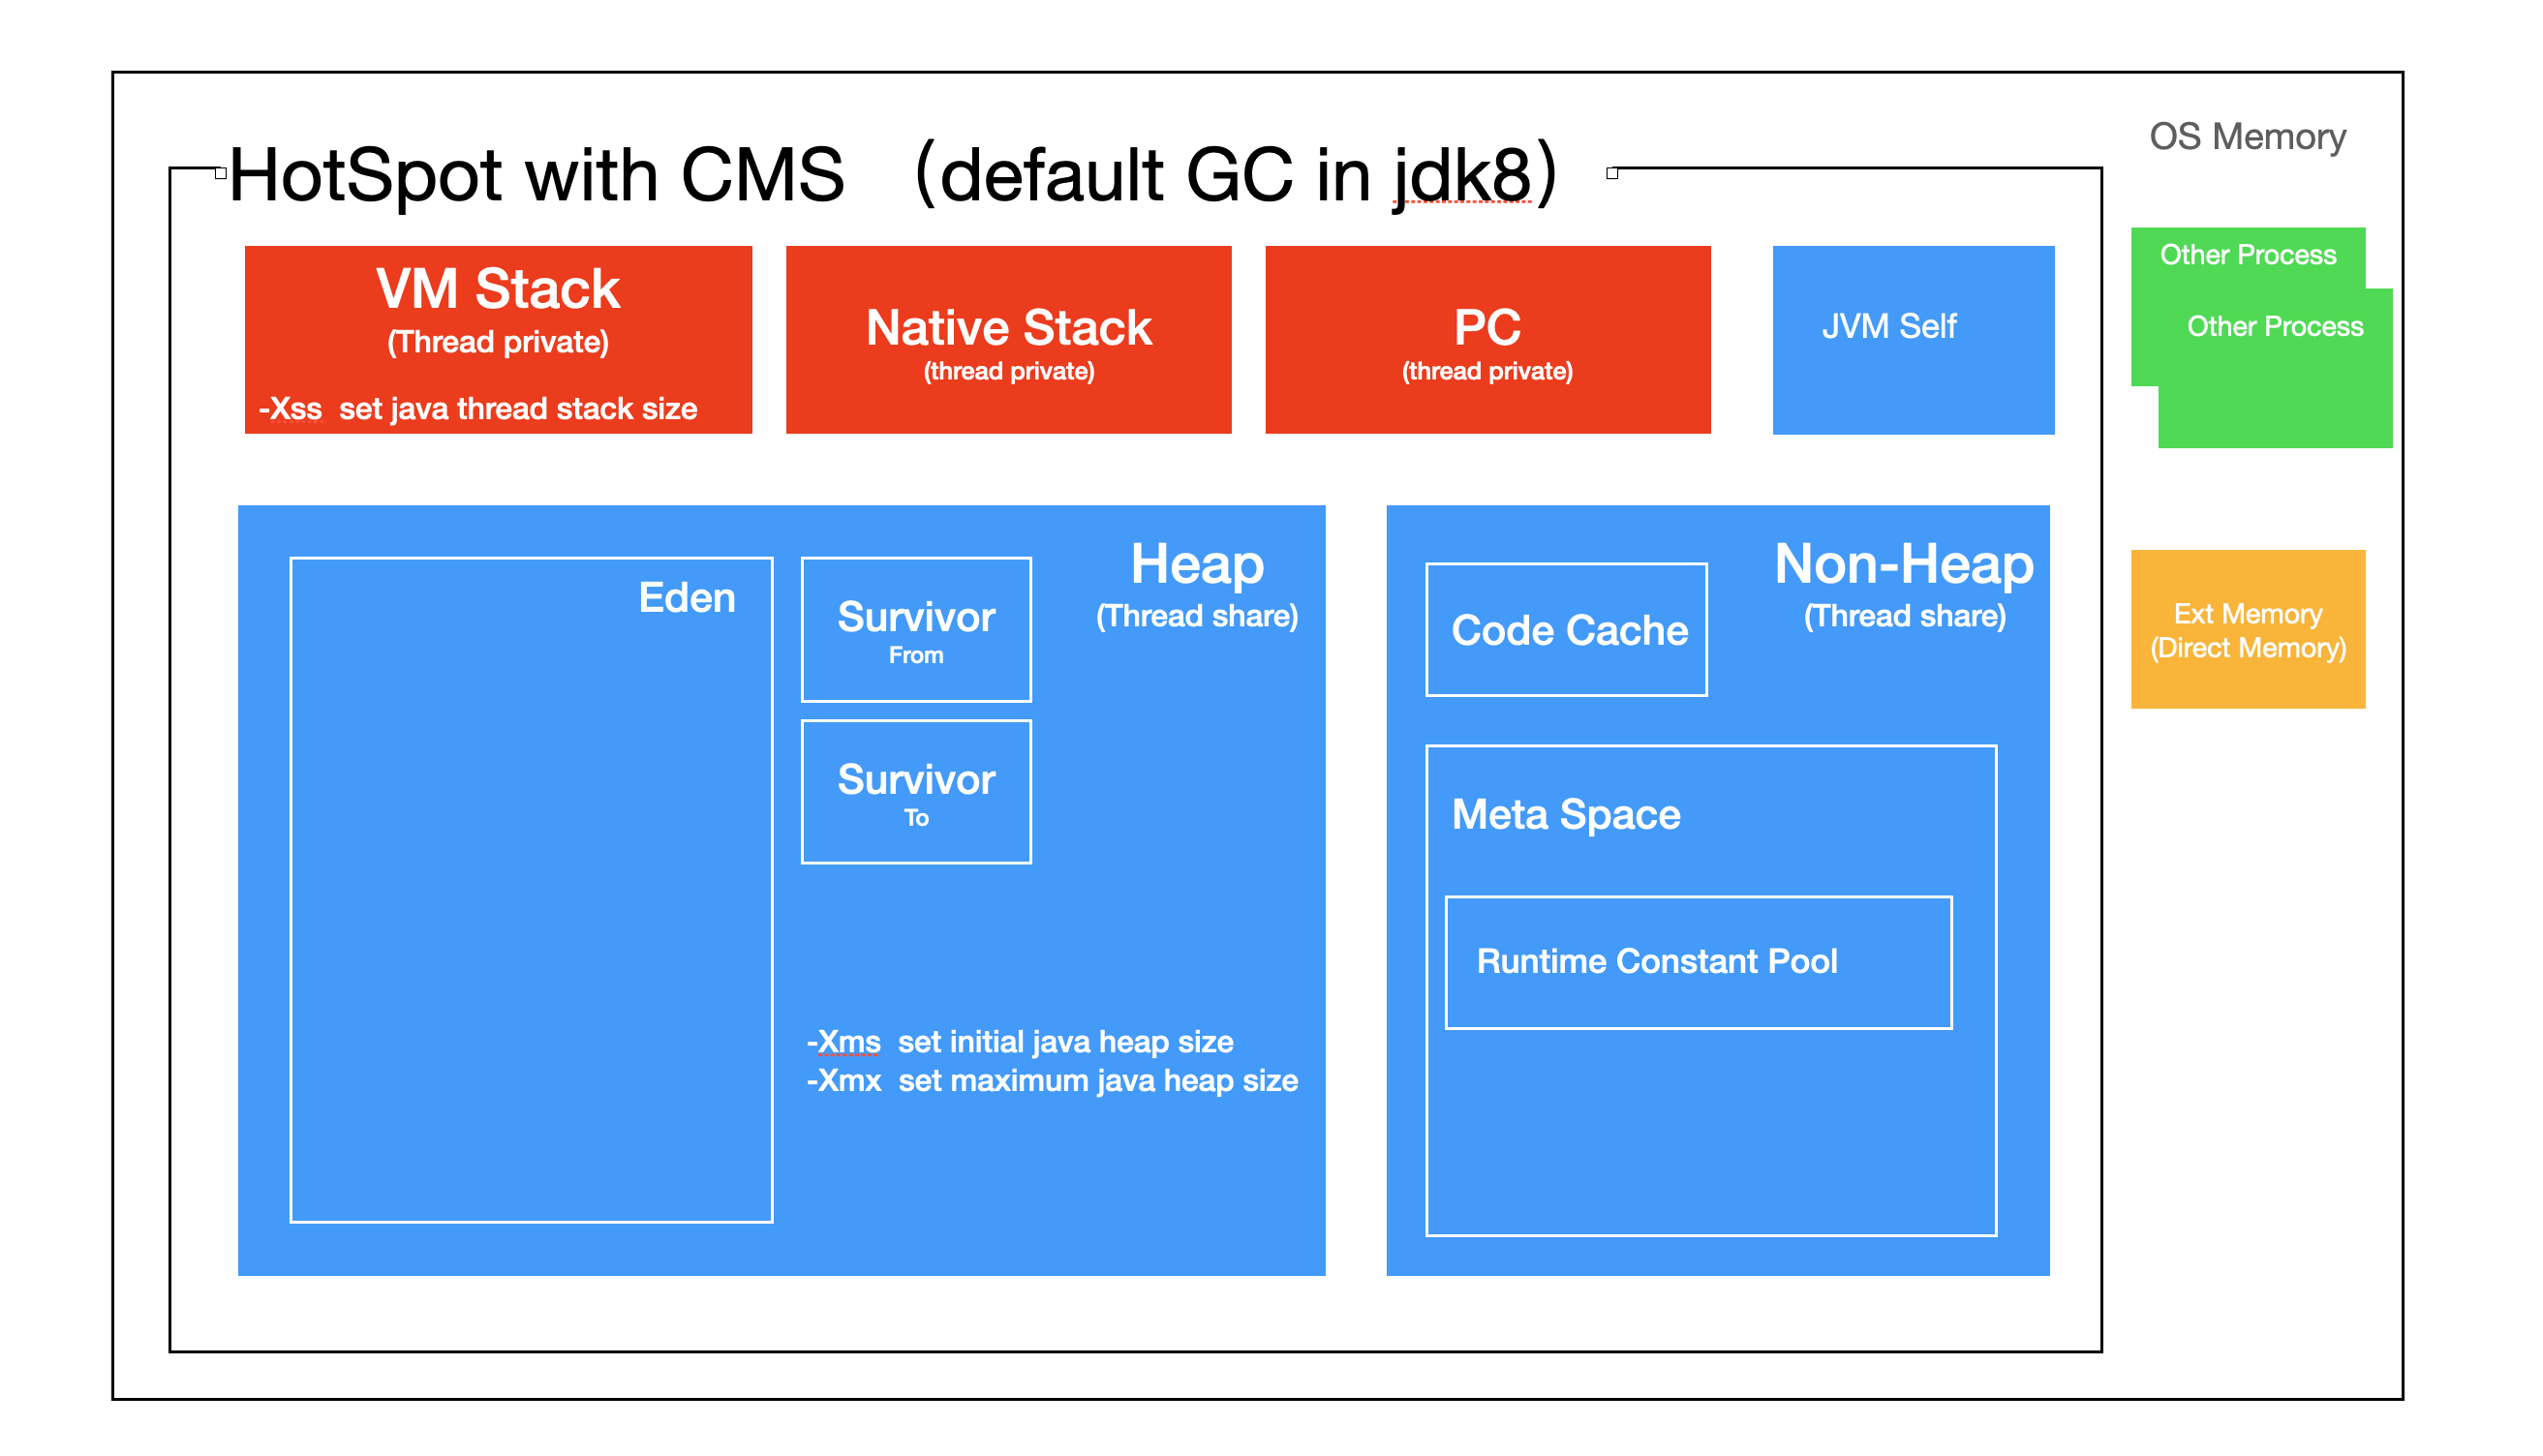 OS Memory
HotSpot with CMS （default GC in jdk8）
VM Stack
(Thread private)
-Xss set java thread stack size
Native Stack
(thread private)
PC
(thread private)
JVM Self
Other Process
Other Process
Heap
(Thread share)
Eden
Survivor
From
Survivor
To
-Xms set initial java heap size
-Xmx set maximum java heap size
Non-Heap
(Thread share)
Code Cache
Meta Space
Runtime Constant Pool
Ext Memory
(Direct Memory)